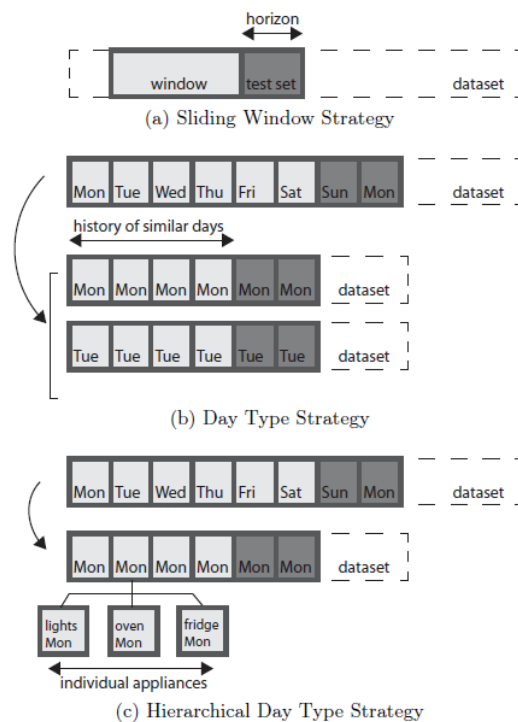 horizon
window test set dataset
(a) Sliding Window Strategy
Mon Tue Wed Thu Fri Sat Sun Mon dataset
history of similar days
Mon Mon Mon Mon Mon Mon dataset
Tue Tue Tue Tue Tue Tue dataset
(b) Day Type Strategy
Mon Tue Wed Thu Fri Sat Sun Mon dataset
Mon Mon Mon Mon Mon Mon dataset
lights oven fridge
Mon Mon Mon
individual appliances
(c) Hierarchical Day Type Strategy